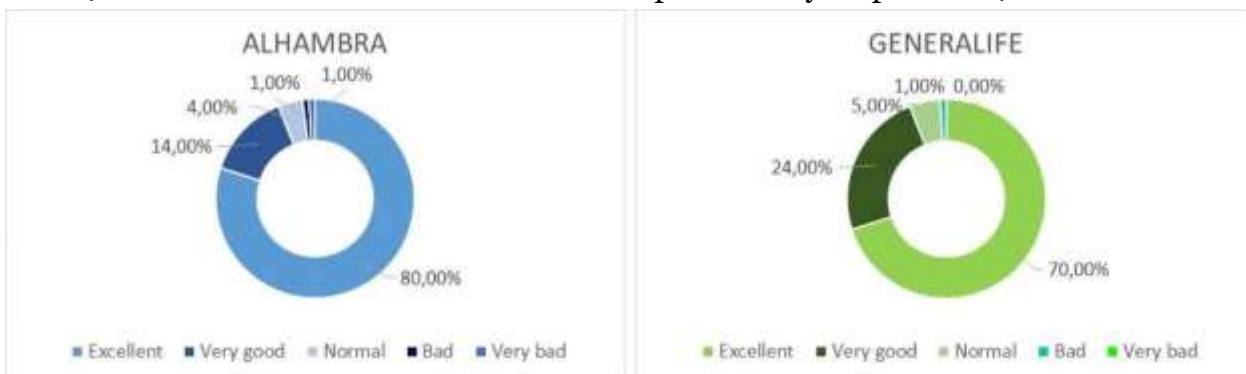 ALHAMBRA
1,00% 1,00%
4,00%
14,00%
80,00%
Excellent Very good Normal Bad Very bad
GENERALIFE
1,00% 0,00%
5,00%
24,00%
70,00%
Excellent Very good Normal Bad Very bad